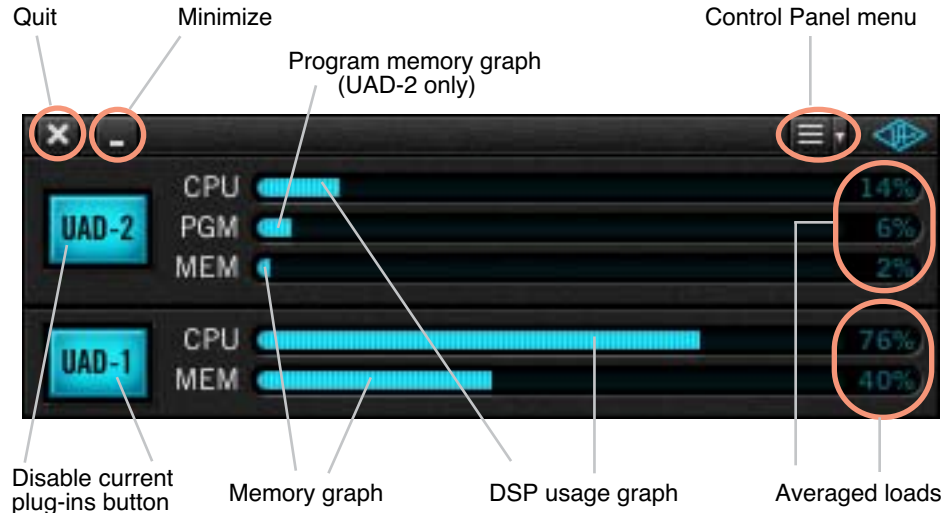 Quit
Minimize
Control Panel menu
Program memory graph
(UAD-2 only)
UAD-2
CPU
14%
PGM
6%
MEM
2%
UAD-1
CPU
76%
MEM
40%
Disable current
plug-ins button
Memory graph
DSP usage graph
Averaged loads